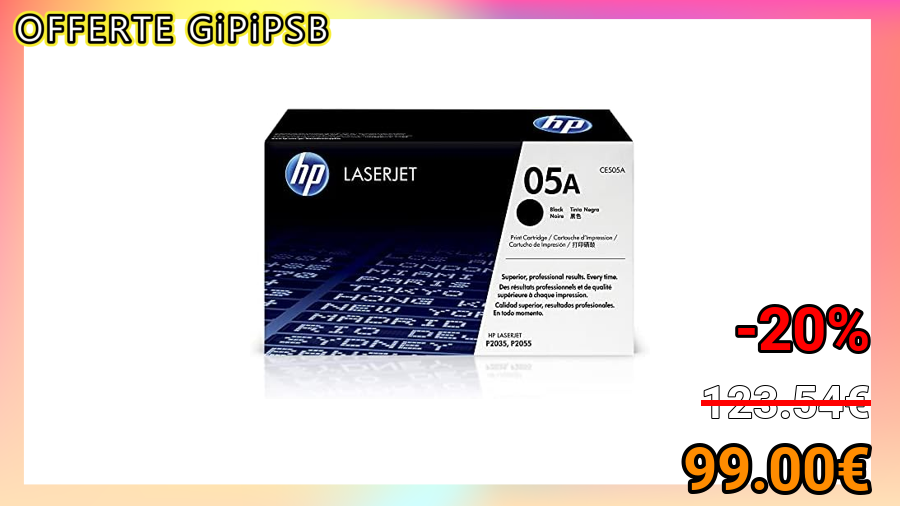 OFFERTE GiPiPSB
hp
hp
LASERJET
05A
CE505A
Black Tinta Negra
Noire 黑色
Print Cartridge / Cartouche d'Impression /
Cartucho de Impresión / 打印硒鼓
Superior, professional results. Every time.
Des résultats professionnels et de qualité
supérieure à chaque impression.
Calidad superior, resultados profesionales.
En todo momento.
HP LASERJET
P2035, P2055
-20%
123.54€
99.00€